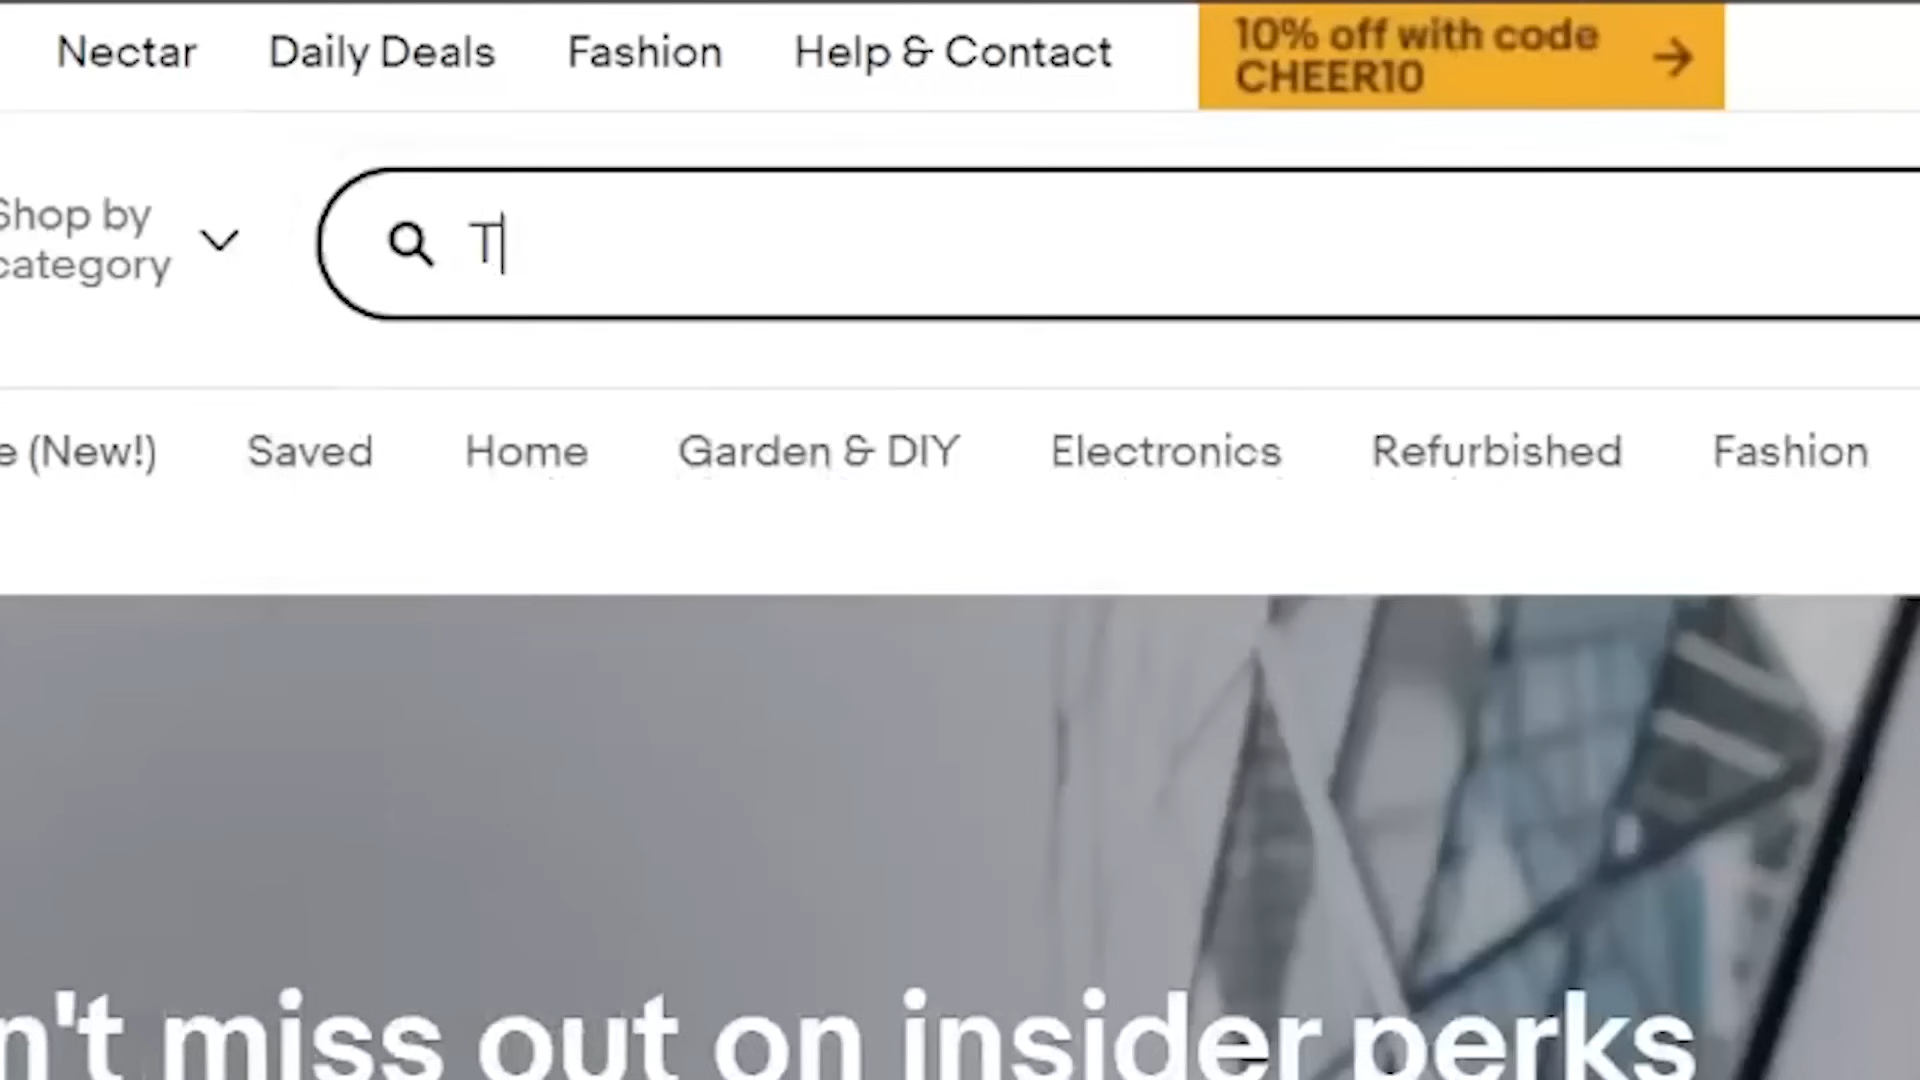 Nectar Daily Deals Fashion Help & Contact
10% off with code
CHEER10
Shop by
category
T
e (New!) Saved Home Garden & DIY Electronics Refurbished Fashion
n't miss out on insider perks